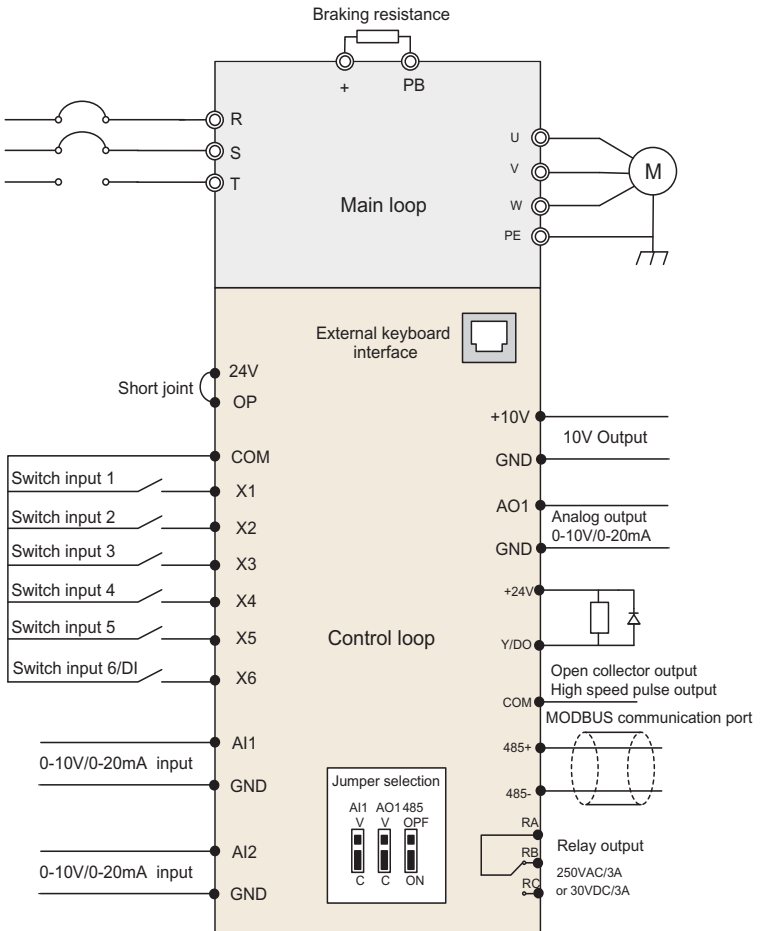 Braking resistance
+ PB
R
S
T
U
V
W
PE
M
Main loop
External keyboard
interface
Short joint
24V
OP
COM
Switch input 1
X1
Switch input 2
X2
Switch input 3
X3
Switch input 4
X4
Switch input 5
X5
Switch input 6/DI
X6
Control loop
AI1
0-10V/0-20mA input
GND
AI2
0-10V/0-20mA input
GND
Jumper selection
AI1 AO1 485
V V OPF
C C ON
+10V
10V Output
GND
AO1
Analog output
0-10V/0-20mA
GND
+24V
Y/DO
Open collector output
High speed pulse output
COM
MODBUS communication port
485+
485-
RA
Relay output
RB
250VAC/3A
RC
or 30VDC/3A